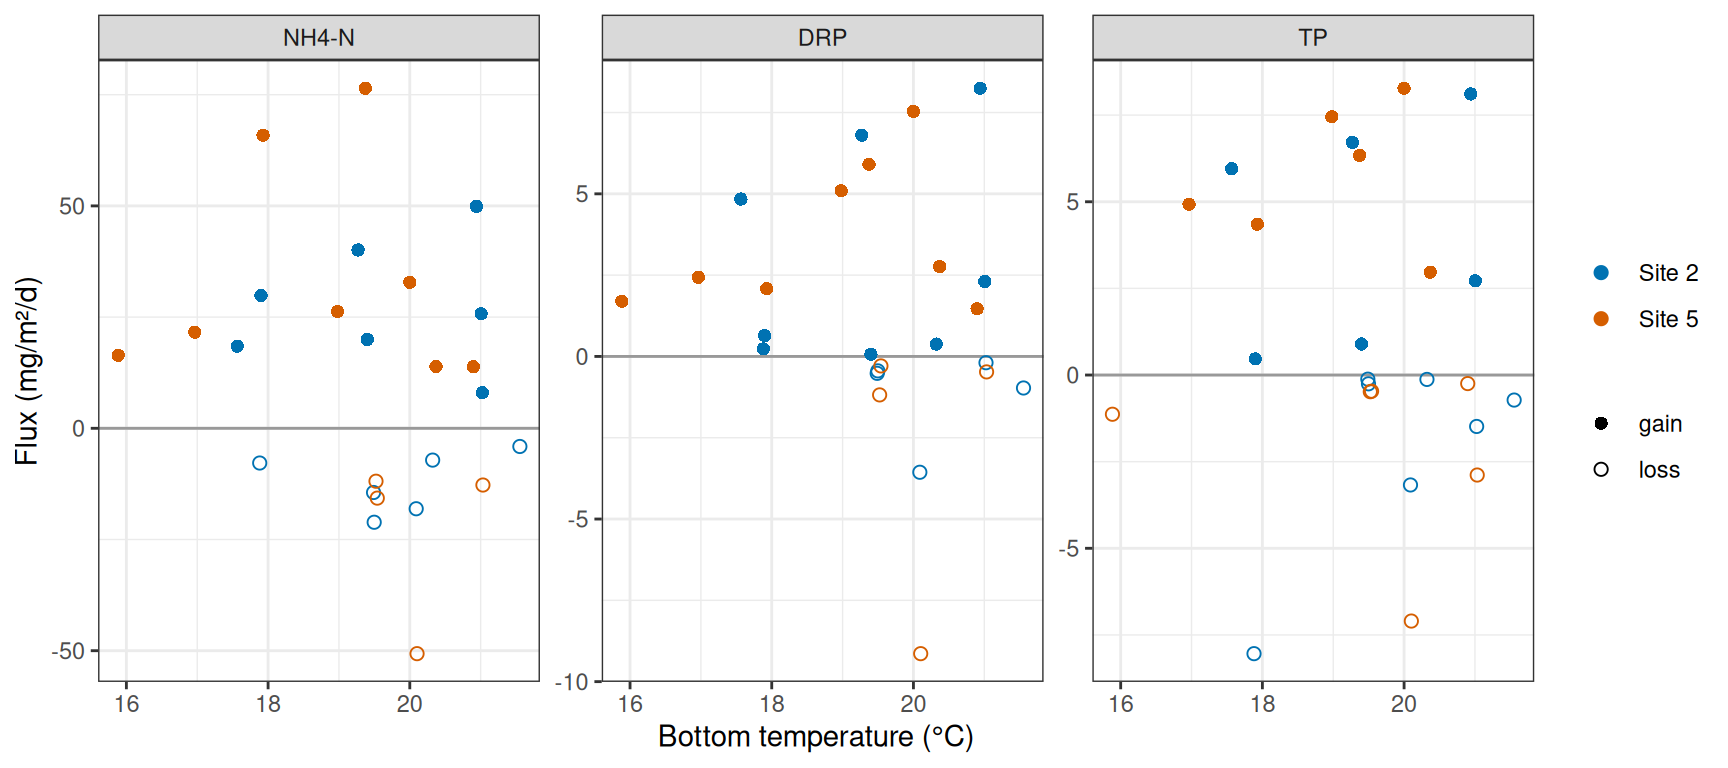 NH4-N
DRP
TP
Flux (mg/m²/d)
50
0
-50
5
0
-5
-10
5
0
-5
16 18 20
16 18 20
16 18 20
Bottom temperature (°C)
Site 2
Site 5
gain
loss